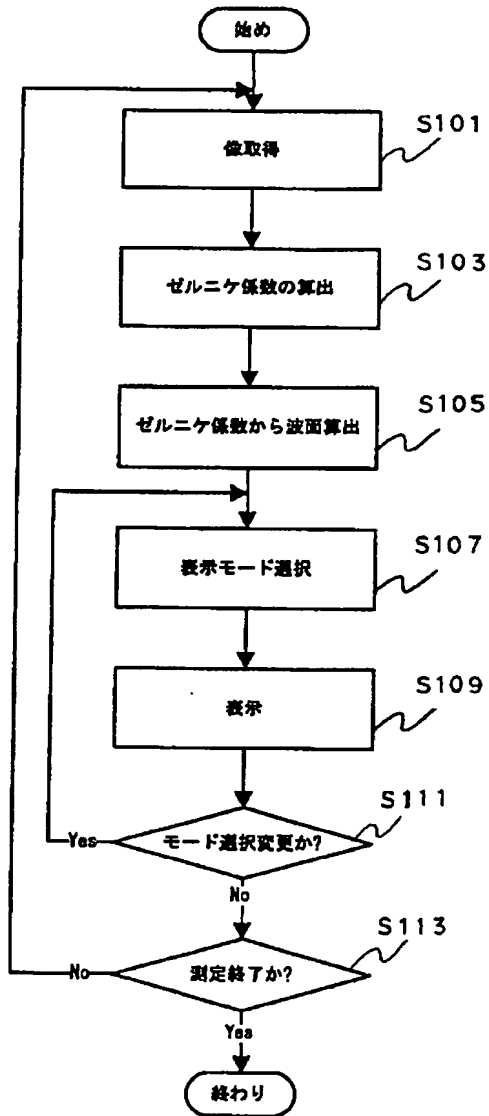 始め
像取得
S101
ゼルニケ係数の算出
S103
ゼルニケ係数から波面算出
S105
表示モード選択
S107
表示
S109
モード選択変更か?
S111
Yes
No
測定終了か?
S113
No
Yes
終わり